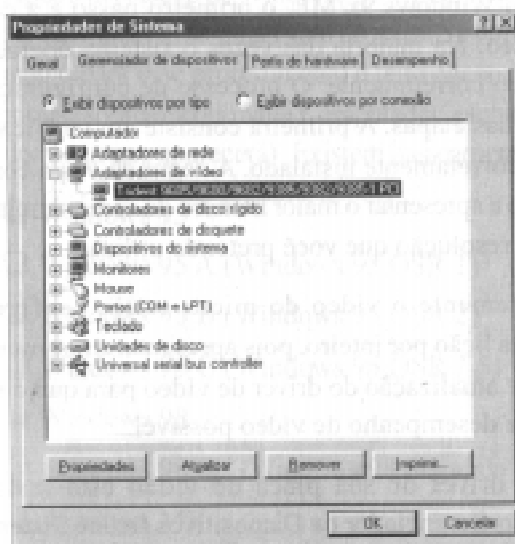 Propriedades de Sistema
Geral Gerenciador de dispositivos Perfis de hardware Desempenho
Exibir dispositivos por tipo Exibir dispositivos por conexão
Computador
Adaptadores de rede
Adaptadores de vídeo
Trident PCI
Controladores de disco rígido
Controladores de disquete
Dispositivos do sistema
Monitores
Mouse
Portas (COM e LPT)
Teclado
Unidades de disco
Universal serial bus controller
Propriedades Atualizar Remover Imprimir...
OK Cancelar